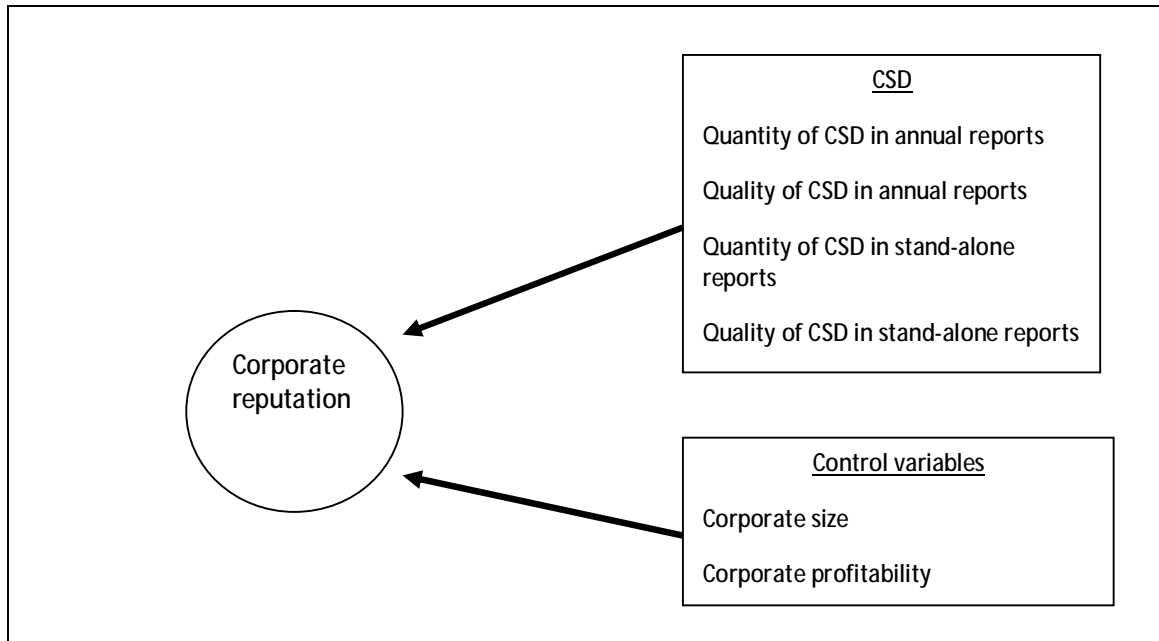 CSD
Quantity of CSD in annual reports
Quality of CSD in annual reports
Quantity of CSD in stand-alone
reports
Quality of CSD in stand-alone reports
Corporate
reputation
Control variables
Corporate size
Corporate profitability